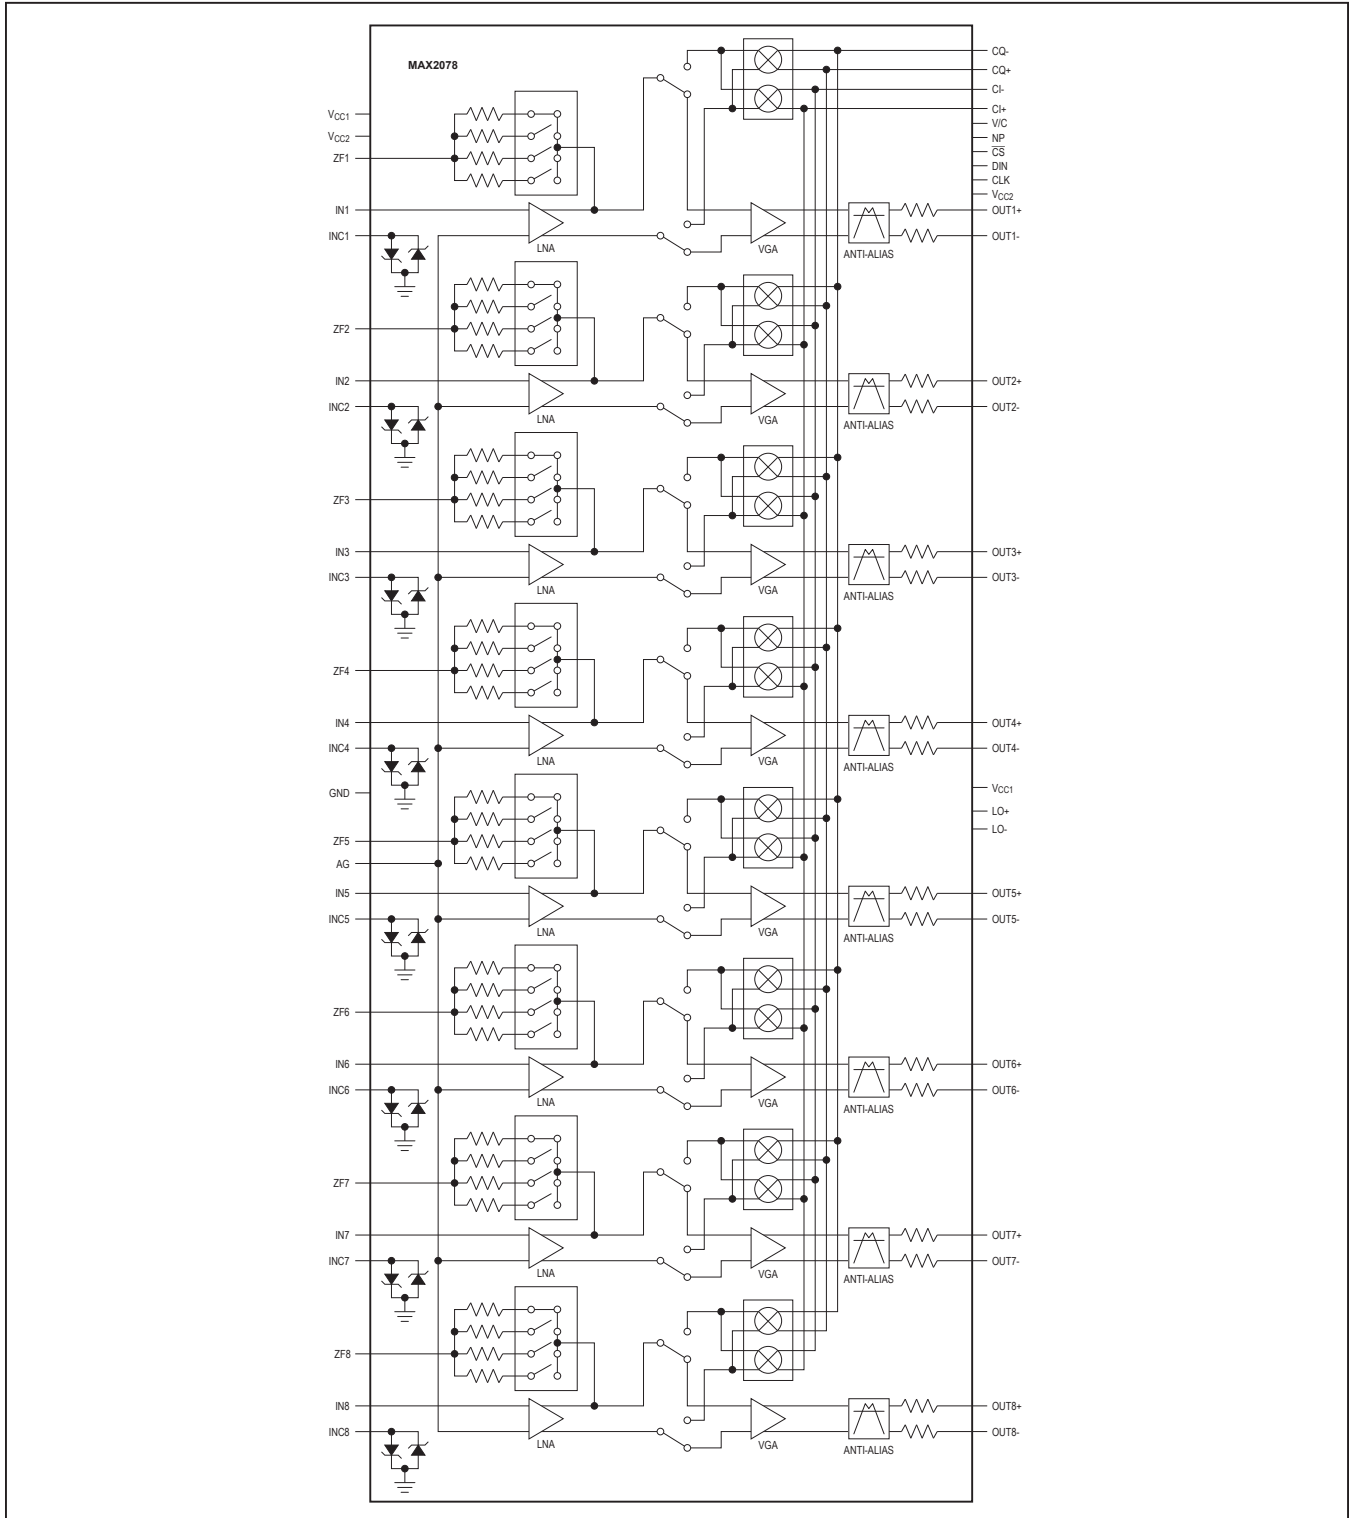 MAX2078
CQ-
CQ+
CI-
CI+
VCC1
V/C
VCC2
NP
CS
ZF1
DIN
CLK
VCC2
IN1
OUT1+
INC1
OUT1-
LNA
VGA
ANTI-ALIAS
ZF2
IN2
OUT2+
INC2
OUT2-
LNA
VGA
ANTI-ALIAS
ZF3
IN3
OUT3+
INC3
OUT3-
LNA
VGA
ANTI-ALIAS
ZF4
IN4
OUT4+
INC4
OUT4-
LNA
VGA
ANTI-ALIAS
GND
VCC1
LO+
LO-
ZF5
AG
IN5
OUT5+
INC5
OUT5-
LNA
VGA
ANTI-ALIAS
ZF6
IN6
OUT6+
INC6
OUT6-
LNA
VGA
ANTI-ALIAS
ZF7
IN7
OUT7+
INC7
OUT7-
LNA
VGA
ANTI-ALIAS
ZF8
IN8
OUT8+
INC8
OUT8-
LNA
VGA
ANTI-ALIAS